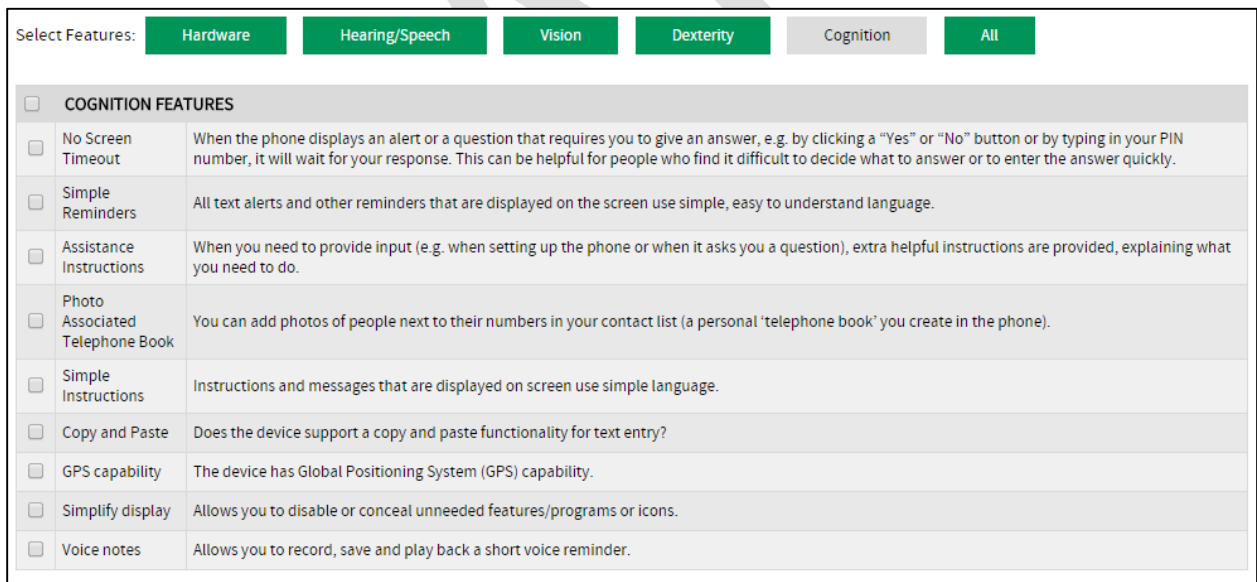 Select Features: Hardware Hearing/Speech Vision Dexterity Cognition All
COGNITION FEATURES
No Screen
Timeout
When the phone displays an alert or a question that requires you to give an answer, e.g. by clicking a “Yes” or “No” button or by typing in your PIN
number, it will wait for your response. This can be helpful for people who find it difficult to decide what to answer or to enter the answer quickly.
Simple
Reminders
All text alerts and other reminders that are displayed on the screen use simple, easy to understand language.
Assistance
Instructions
When you need to provide input (e.g. when setting up the phone or when it asks you a question), extra helpful instructions are provided, explaining what
you need to do.
Photo
Associated
Telephone Book
You can add photos of people next to their numbers in your contact list (a personal ‘telephone book’ you create in the phone).
Simple
Instructions
Instructions and messages that are displayed on screen use simple language.
Copy and Paste Does the device support a copy and paste functionality for text entry?
GPS capability The device has Global Positioning System (GPS) capability.
Simplify display Allows you to disable or conceal unneeded features/programs or icons.
Voice notes Allows you to record, save and play back a short voice reminder.